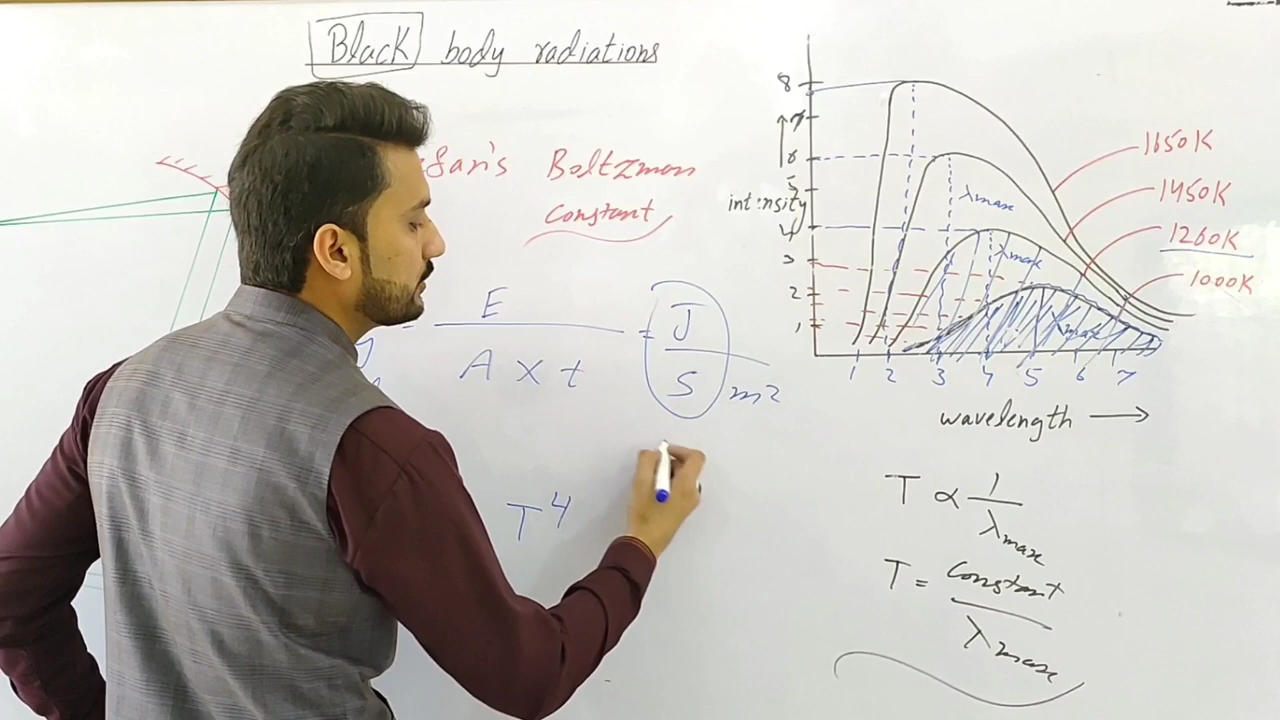 Black body radiations
Boltzman
Constant
E
A x t
=
J
S
m2
T4
8
7
6
5
intensity
4
3
2
1
1 2 3 4 5 6 7
wavelength →
λmax
λmax
λmax
1650K
1450K
1260K
1000K
T ∝ 1
λmax
T = Constant
λmax